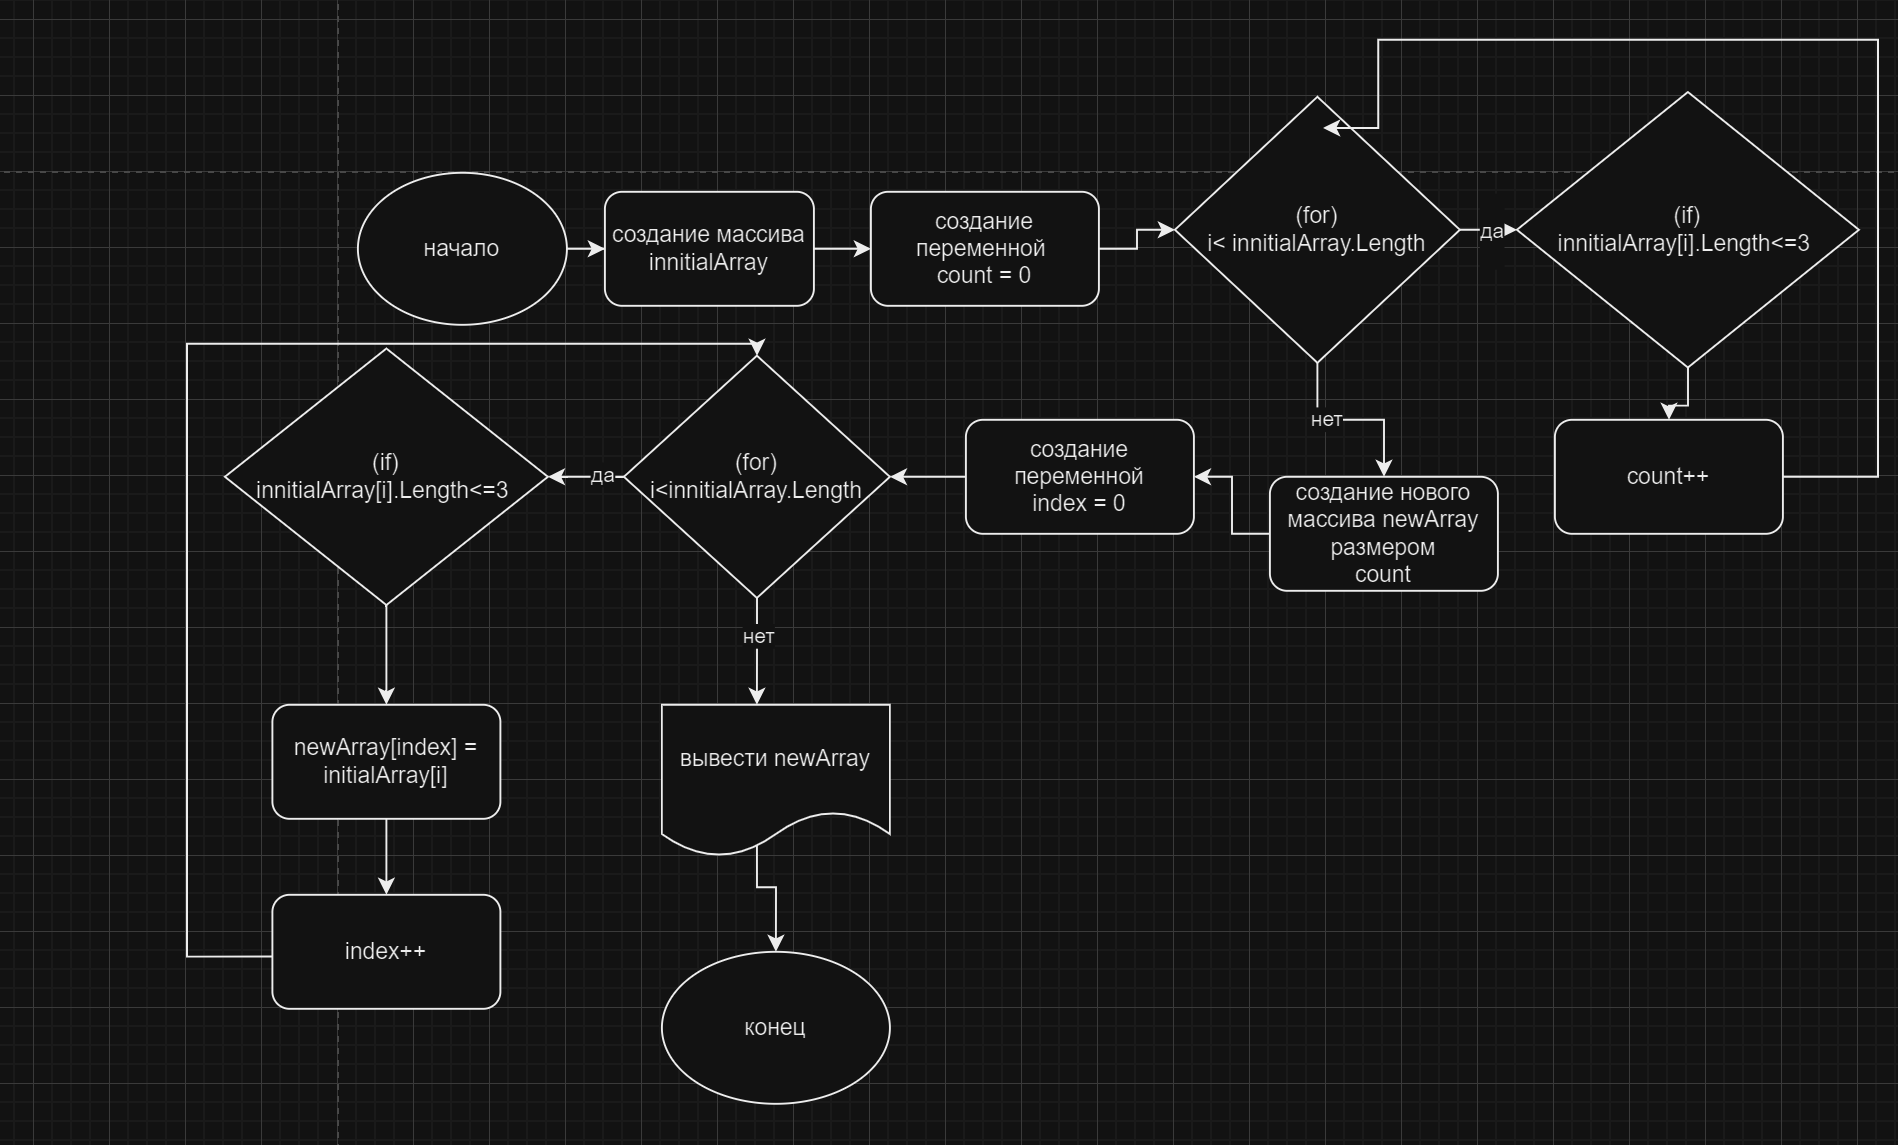 начало
создание массива
innitialArray
создание
переменной
count = 0
(for)
i< innitialArray.Length
да
(if)
innitialArray[i].Length<=3
count++
нет
создание нового
массива newArray
размером
count
создание
переменной
index = 0
(for)
i<innitialArray.Length
да
(if)
innitialArray[i].Length<=3
newArray[index] =
initialArray[i]
index++
нет
вывести newArray
конец